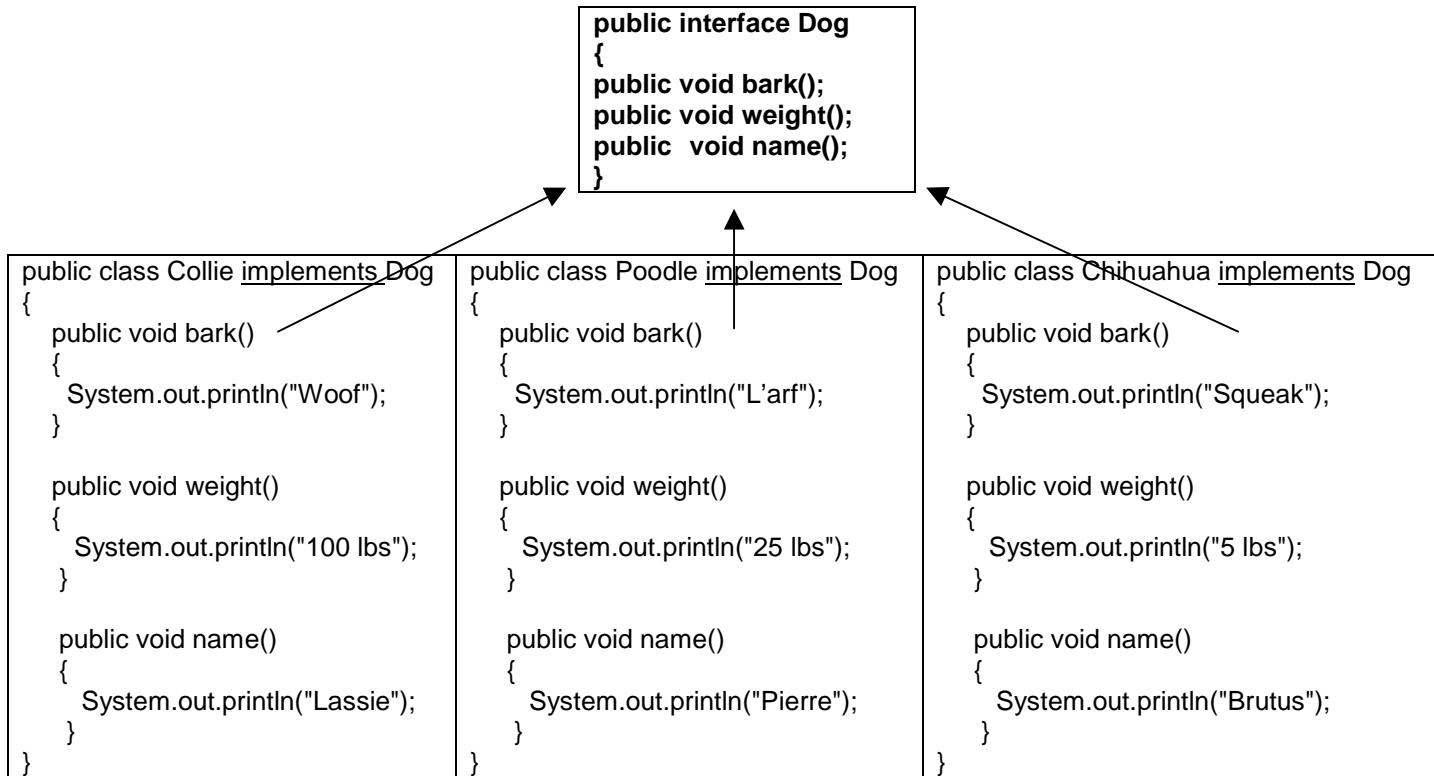 public interface Dog
{
public void bark();
public void weight();
public void name();
}
public class Collie implements Dog
{
public void bark()
{
System.out.println("Woof");
}
public void weight()
{
System.out.println("100 lbs");
}
public void name()
{
System.out.println("Lassie");
}
}
public class Poodle implements Dog
{
public void bark()
{
System.out.println("L’arf");
}
public void weight()
{
System.out.println("25 lbs");
}
public void name()
{
System.out.println("Pierre");
}
}
public class Chihuahua implements Dog
{
public void bark()
{
System.out.println("Squeak");
}
public void weight()
{
System.out.println("5 lbs");
}
public void name()
{
System.out.println("Brutus");
}
}